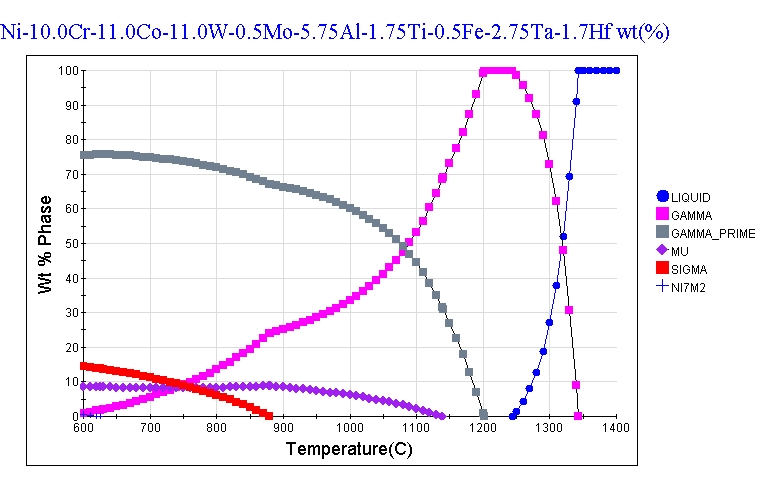 Ni-10.0Cr-11.0Co-11.0W-0.5Mo-5.75Al-1.75Ti-0.5Fe-2.75Ta-1.7Hf wt(%)
100
90
80
70
60
50
40
30
20
10
0
Wt % Phase
600 700 800 900 1000 1100 1200 1300 1400
Temperature(C)
LIQUID
GAMMA
GAMMA_PRIME
MU
SIGMA
NI7M2